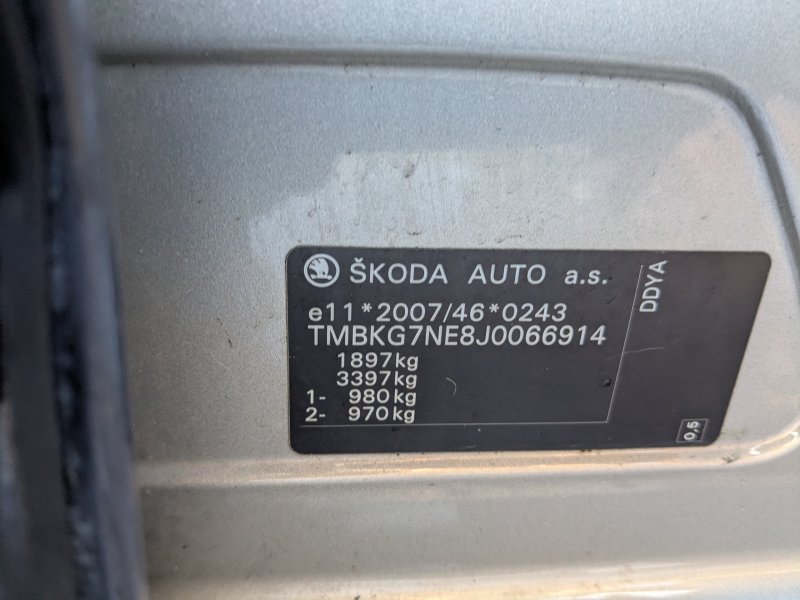 ŠKODA AUTO a.s.
e11*2007/46*0243
TMBKG7NE8J0066914
1897kg
3397kg
1- 980kg
2- 970kg
DDYA
0,5